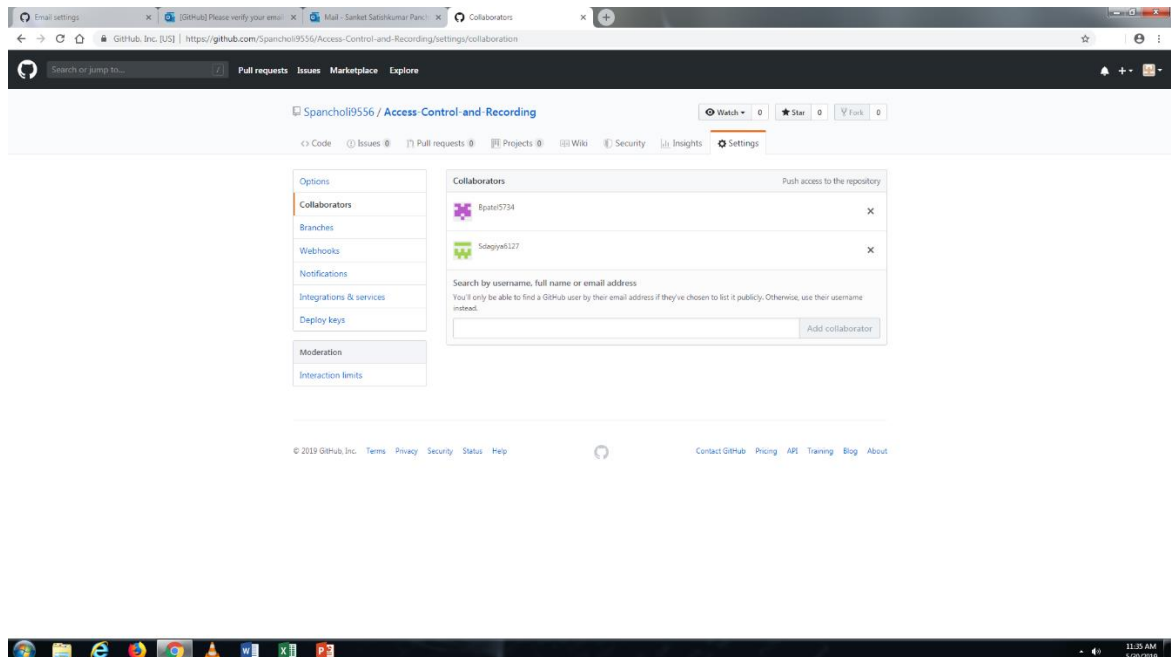 Email settings
[GitHub] Please verify your email
Mail - Sanket Satishkumar Panch
Collaborators
GitHub, Inc. [US] | https://github.com/Spancholi9556/Access-Control-and-Recording/settings/collaboration
Search or jump to... /
Pull requests Issues Marketplace Explore
Spancholi9556 / Access-Control-and-Recording
Watch 0 Star 0 Fork 0
Code Issues 0 Pull requests 0 Projects 0 Wiki Security Insights Settings
Options
Collaborators
Branches
Webhooks
Notifications
Integrations & services
Deploy keys
Moderation
Interaction limits
Collaborators Push access to the repository
Bpatel5734
Sdagiya6127
Search by username, full name or email address
You'll only be able to find a GitHub user by their email address if they've chosen to list it publicly. Otherwise, use their username
instead.
Add collaborator
© 2019 GitHub, Inc. Terms Privacy Security Status Help
Contact GitHub Pricing API Training Blog About
11:35 AM
5/20/2019